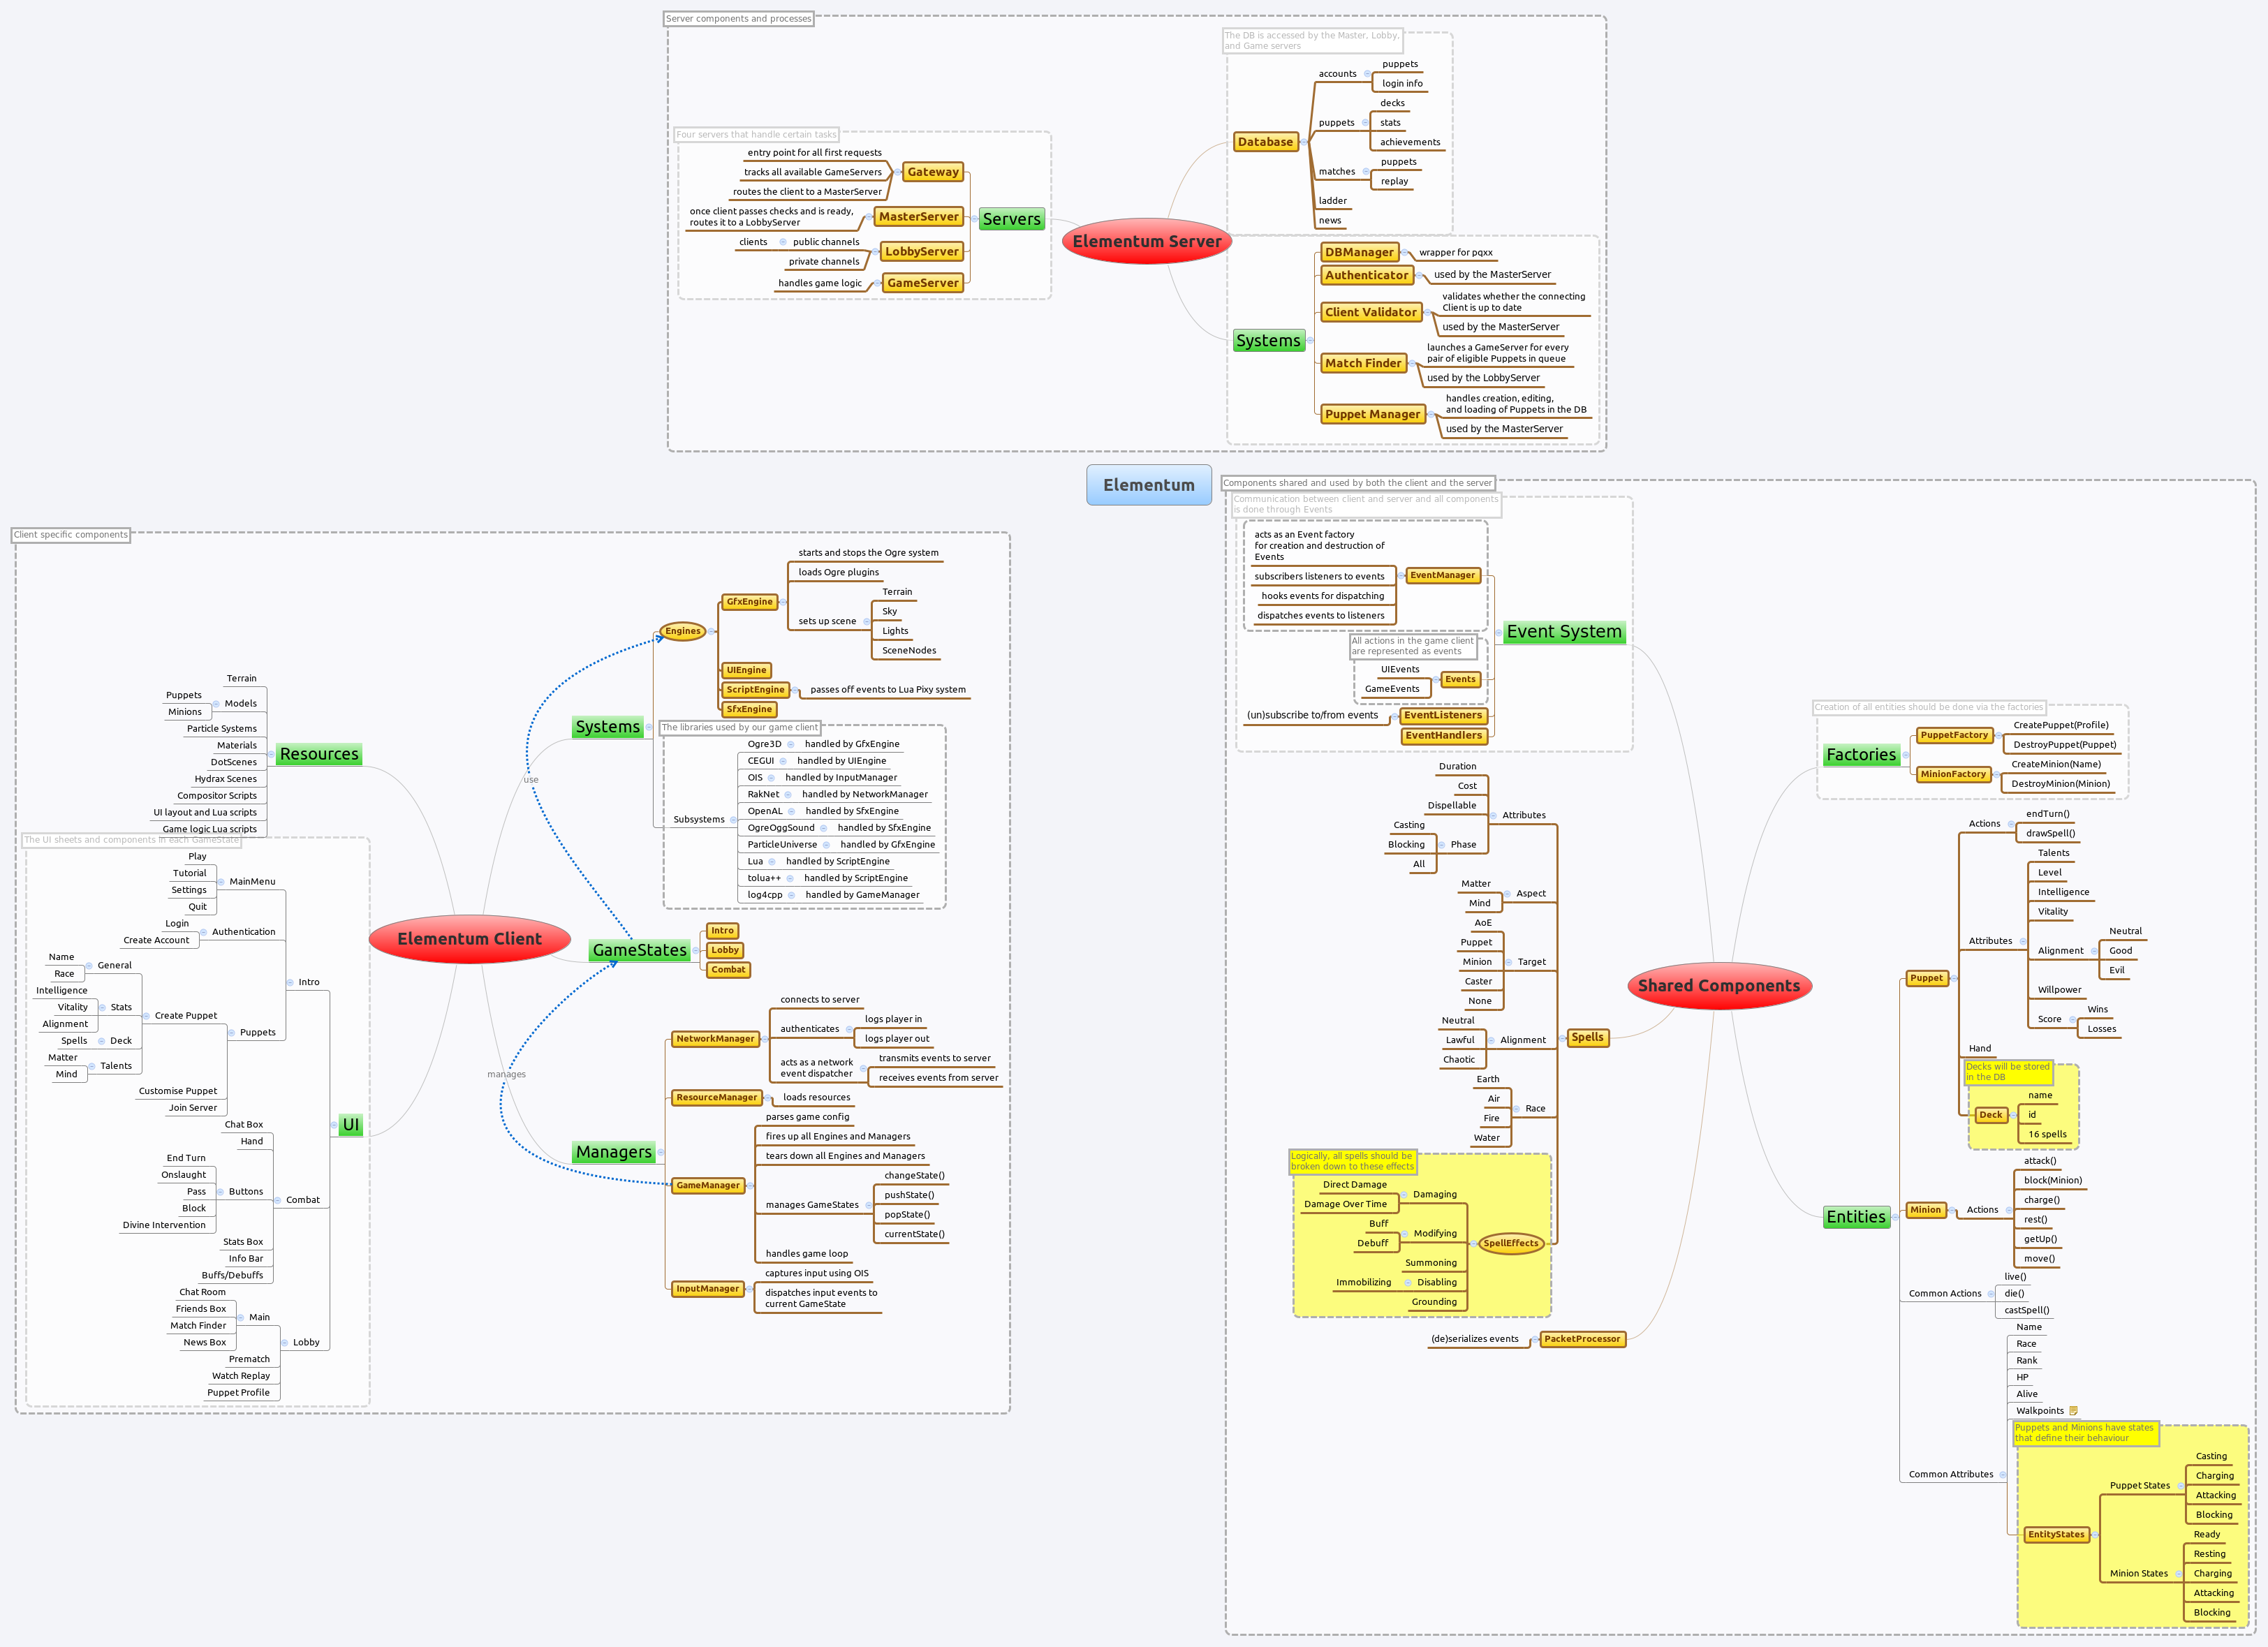 Server components and processes
The DB is accessed by the Master, Lobby,
and Game servers
Database
accounts
puppets
login info
puppets
decks
stats
achievements
matches
puppets
replay
ladder
news
Four servers that handle certain tasks
entry point for all first requests
tracks all available GameServers
routes the client to a MasterServer
Gateway
once client passes checks and is ready,
routes it to a LobbyServer
MasterServer
clients
public channels
private channels
LobbyServer
handles game logic
GameServer
Servers
Elementum Server
Systems
DBManager
wrapper for pqxx
Authenticator
used by the MasterServer
Client Validator
validates whether the connecting
Client is up to date
used by the MasterServer
Match Finder
launches a GameServer for every
pair of eligible Puppets in queue
used by the LobbyServer
Puppet Manager
handles creation, editing,
and loading of Puppets in the DB
used by the MasterServer
Elementum
Client specific components
Elementum Client
Resources
Terrain
Models
Puppets
Minions
Particle Systems
Materials
DotScenes
Hydrax Scenes
Compositor Scripts
UI layout and Lua scripts
Game logic Lua scripts
The UI sheets and components in each GameState
UI
Intro
MainMenu
Play
Tutorial
Settings
Quit
Authentication
Login
Create Account
Puppets
Create Puppet
General
Name
Race
Stats
Intelligence
Vitality
Alignment
Deck
Spells
Talents
Matter
Mind
Customise Puppet
Join Server
Combat
Chat Box
Hand
Buttons
End Turn
Onslaught
Pass
Block
Divine Intervention
Stats Box
Info Bar
Buffs/Debuffs
Lobby
Main
Chat Room
Friends Box
Match Finder
News Box
Prematch
Watch Replay
Puppet Profile
Systems
Engines
GfxEngine
starts and stops the Ogre system
loads Ogre plugins
sets up scene
Terrain
Sky
Lights
SceneNodes
UIEngine
ScriptEngine
passes off events to Lua Pixy system
SfxEngine
The libraries used by our game client
Subsystems
Ogre3D
handled by GfxEngine
CEGUI
handled by UIEngine
OIS
handled by InputManager
RakNet
handled by NetworkManager
OpenAL
handled by SfxEngine
OgreOggSound
handled by SfxEngine
ParticleUniverse
handled by GfxEngine
Lua
handled by ScriptEngine
tolua++
handled by ScriptEngine
log4cpp
handled by GameManager
use
GameStates
Intro
Lobby
Combat
manages
Managers
NetworkManager
connects to server
authenticates
logs player in
logs player out
acts as a network
event dispatcher
transmits events to server
receives events from server
ResourceManager
loads resources
GameManager
parses game config
fires up all Engines and Managers
tears down all Engines and Managers
manages GameStates
changeState()
pushState()
popState()
currentState()
handles game loop
InputManager
captures input using OIS
dispatches input events to
current GameState
Components shared and used by both the client and the server
Shared Components
Communication between client and server and all components
is done through Events
Event System
acts as an Event factory
for creation and destruction of
Events
subscribers listeners to events
hooks events for dispatching
dispatches events to listeners
EventManager
All actions in the game client
are represented as events
UIEvents
GameEvents
Events
(un)subscribe to/from events
EventListeners
EventHandlers
Spells
Attributes
Duration
Cost
Dispellable
Phase
Casting
Blocking
All
Aspect
Matter
Mind
Target
AoE
Puppet
Minion
Caster
None
Alignment
Neutral
Lawful
Chaotic
Race
Earth
Air
Fire
Water
Logically, all spells should be
broken down to these effects
SpellEffects
Damaging
Direct Damage
Damage Over Time
Modifying
Buff
Debuff
Summoning
Disabling
Immobilizing
Grounding
(de)serializes events
PacketProcessor
Creation of all entities should be done via the factories
Factories
PuppetFactory
CreatePuppet(Profile)
DestroyPuppet(Puppet)
MinionFactory
CreateMinion(Name)
DestroyMinion(Minion)
Entities
Puppet
Actions
endTurn()
drawSpell()
Attributes
Talents
Level
Intelligence
Vitality
Alignment
Neutral
Good
Evil
Willpower
Score
Wins
Losses
Hand
Decks will be stored
in the DB
Deck
name
id
16 spells
Minion
Actions
attack()
block(Minion)
charge()
rest()
getUp()
move()
Common Actions
live()
die()
castSpell()
Common Attributes
Name
Race
Rank
HP
Alive
Walkpoints
Puppets and Minions have states
that define their behaviour
EntityStates
Puppet States
Casting
Charging
Attacking
Blocking
Minion States
Ready
Resting
Charging
Attacking
Blocking